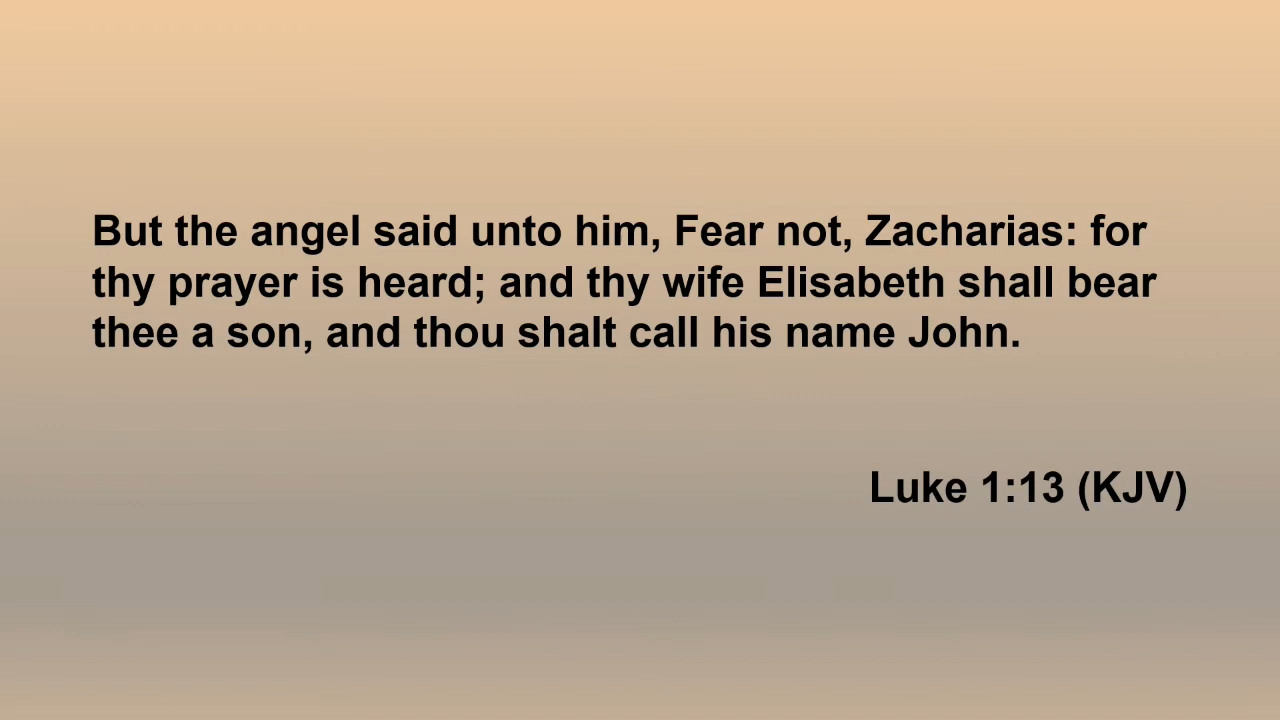 But the angel said unto him, Fear not, Zacharias: for
thy prayer is heard; and thy wife Elisabeth shall bear
thee a son, and thou shalt call his name John.
Luke 1:13 (KJV)